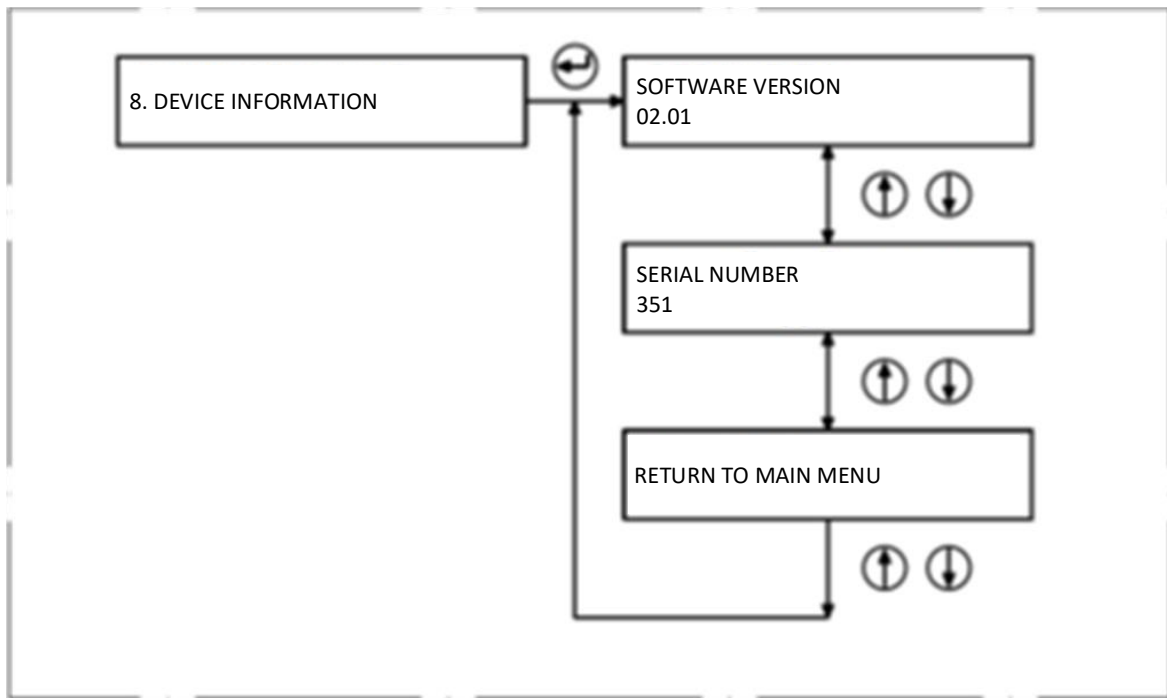 8. DEVICE INFORMATION
SOFTWARE VERSION
02.01
SERIAL NUMBER
351
RETURN TO MAIN MENU